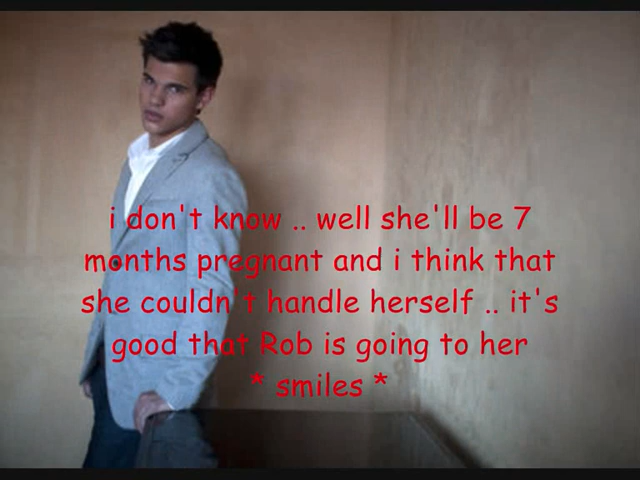 i don't know .. well she'll be 7
months pregnant and i think that
she couldn't handle herself .. it's
good that Rob is going to her
* smiles *